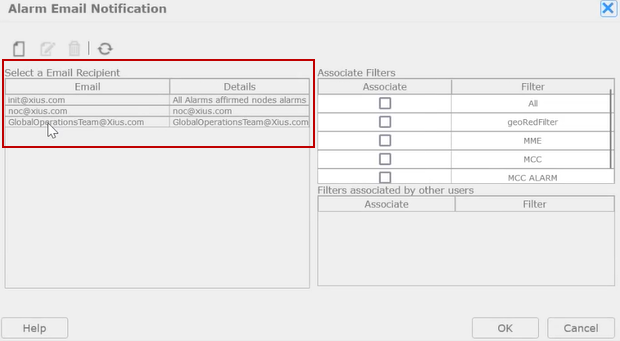 Alarm Email Notification
Select a Email Recipient
Email Details
init@xius.com All Alarms affirmed nodes alarms
noc@xius.com noc@xius.com
GlobalOperationsTeam@Xius.com GlobalOperationsTeam@Xius.com
Associate Filters
Associate Filter
All
geoRedFilter
MME
MCC
MCC ALARM
Filters associated by other users
Associate Filter
Help OK Cancel